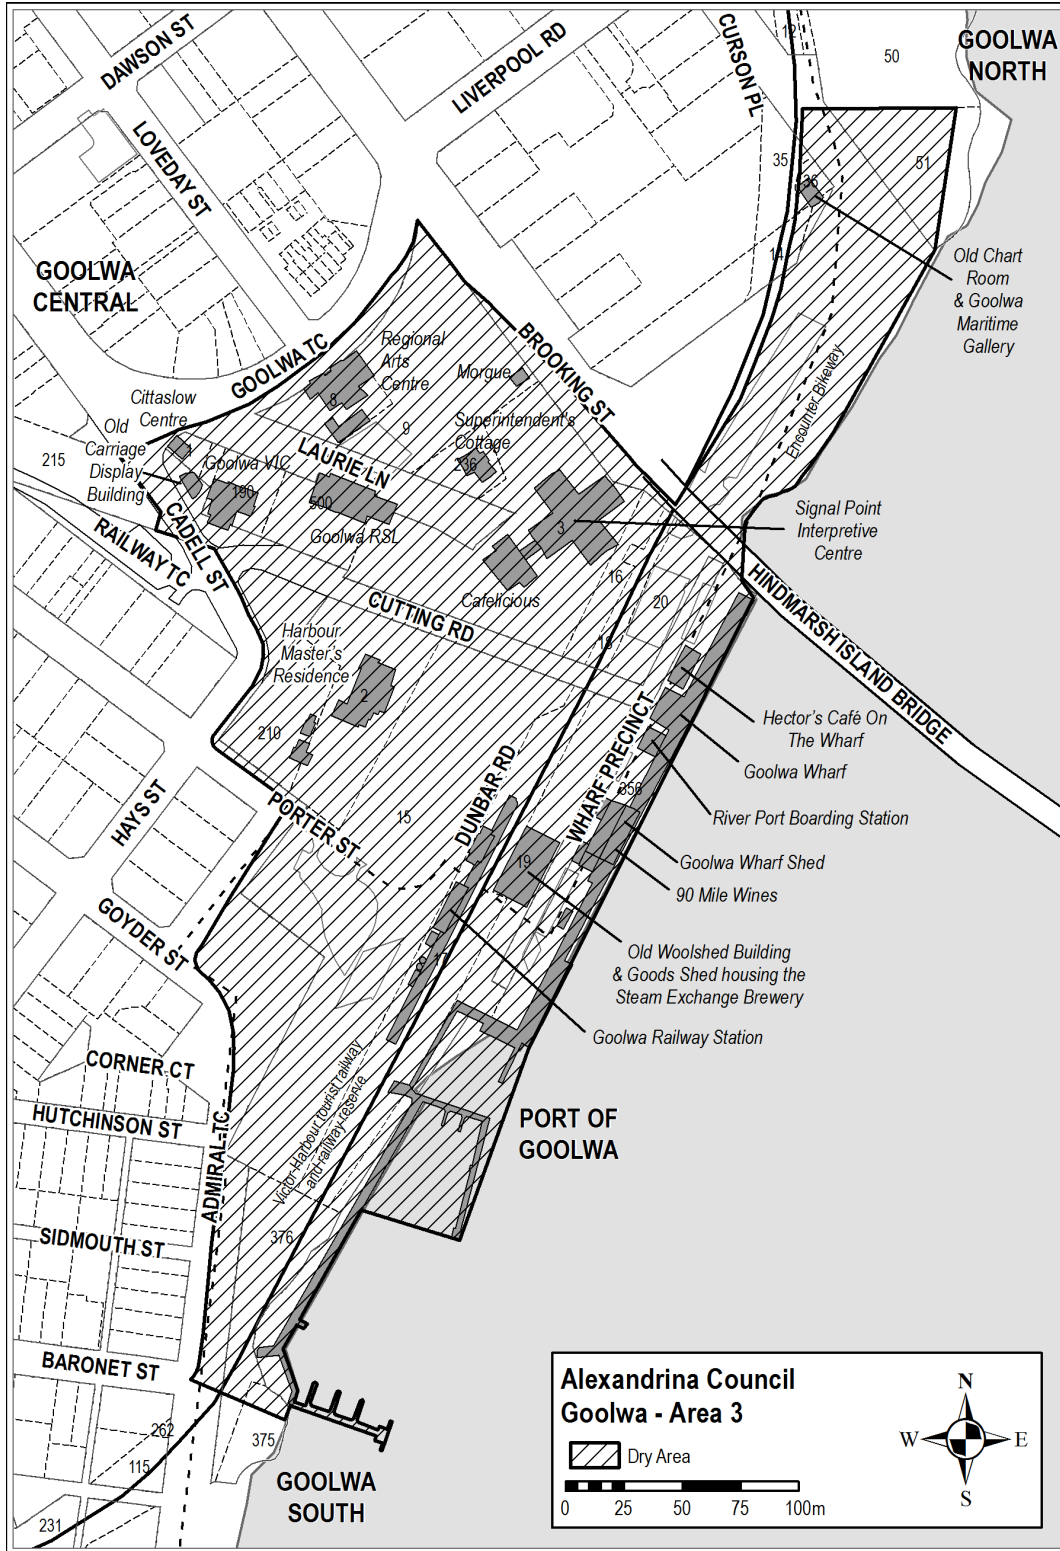 DAWSON ST
LIVERPOOL RD
CURSON PL
12
50
GOOLWA
NORTH
LOVEDAY ST
35
36
51
14
GOOLWA
CENTRAL
Old Chart
Room
& Goolwa
Maritime
Gallery
GOOLWA TC
Regional
Arts
Centre
BROOKING ST
Morgue
Encounter Bikeway
Cittaslow
Centre
8
9
Superintendent's
Cottage
236
Old
Carriage
Display
Building
1
215
Goolwa VIC
190
LAURIE LN
500
Goolwa RSL
3
Signal Point
Interpretive
Centre
RAILWAY TC
CADELL ST
Cafelicious
16
20
18
HINDMARSH ISLAND BRIDGE
CUTTING RD
Harbour
Master's
Residence
2
210
Hector's Café On
The Wharf
Goolwa Wharf
River Port Boarding Station
WHARF PRECINCT
356
DUNBAR RD
HAYS ST
PORTER ST
15
19
Goolwa Wharf Shed
90 Mile Wines
GOYDER ST
17
Old Woolshed Building
& Goods Shed housing the
Steam Exchange Brewery
Goolwa Railway Station
CORNER CT
HUTCHINSON ST
ADMIRAL TC
Victor Harbour tourist railway
and railway reserve
PORT OF
GOOLWA
SIDMOUTH ST
376
BARONET ST
262
375
115
231
GOOLWA
SOUTH
Alexandrina Council
Goolwa - Area 3
Dry Area
0 25 50 75 100m
N
W E
S